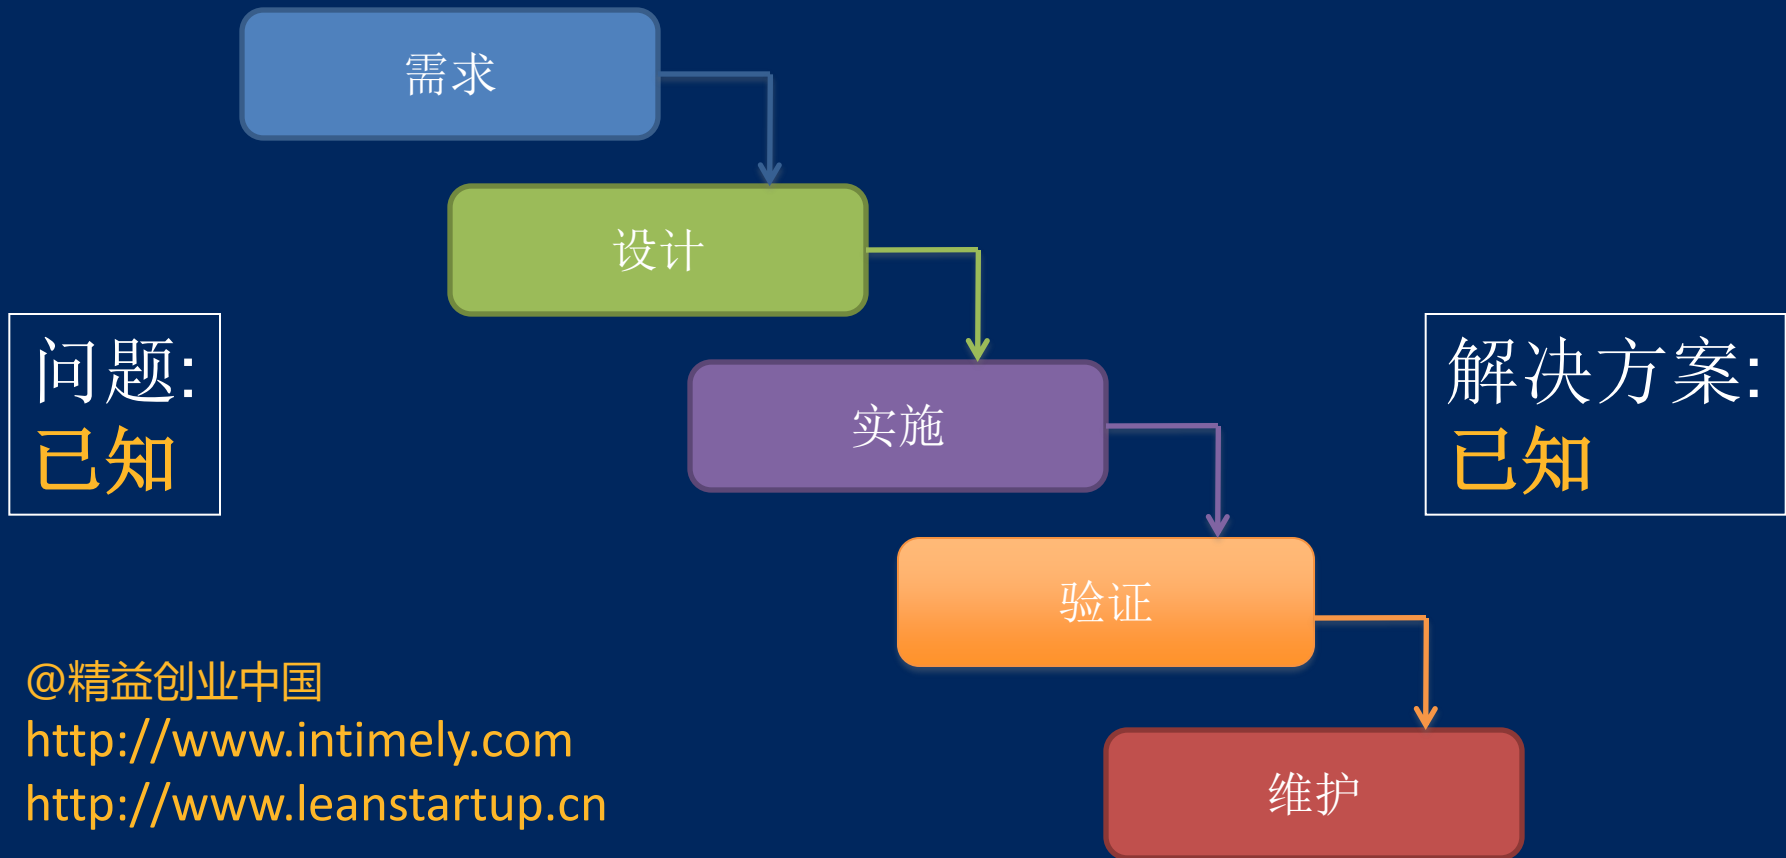 需求
设计
问题:
已知
实施
解决方案:
已知
验证
@精益创业中国
http://www.intimely.com
http://www.leanstartup.cn
维护